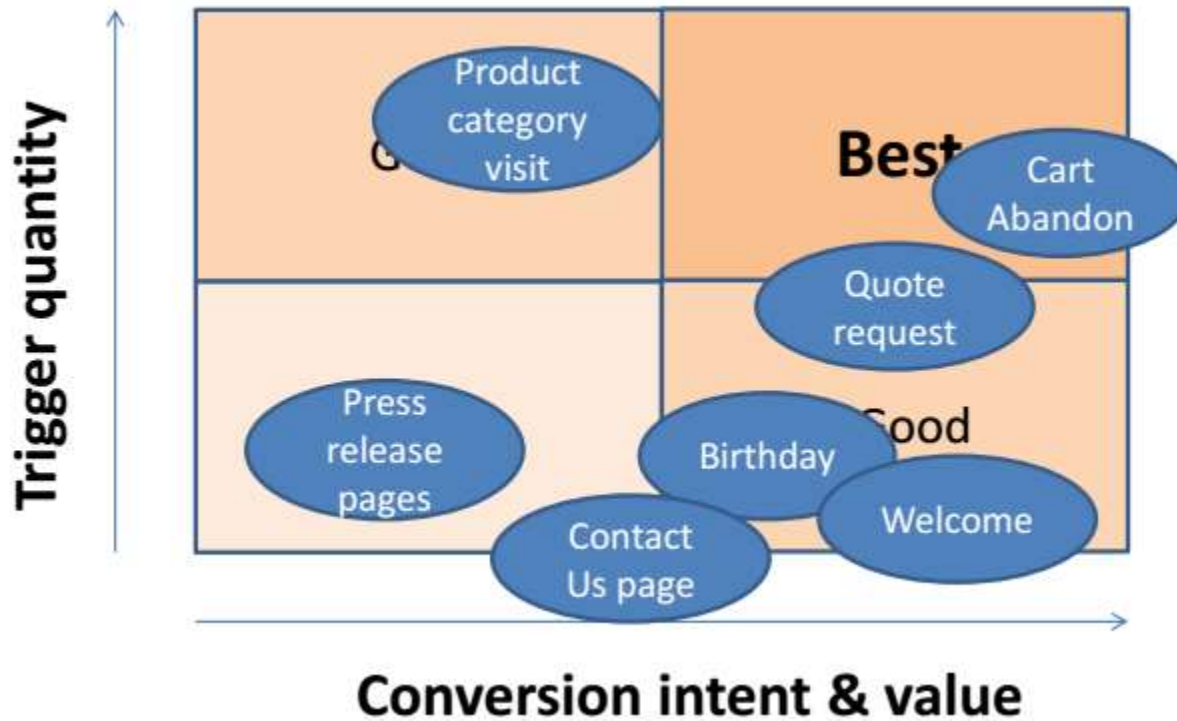 Trigger quantity
Product
category
visit
Best
Cart
Abandon
Quote
request
Press
release
pages
Good
Birthday
Welcome
Contact
Us page
Conversion intent & value